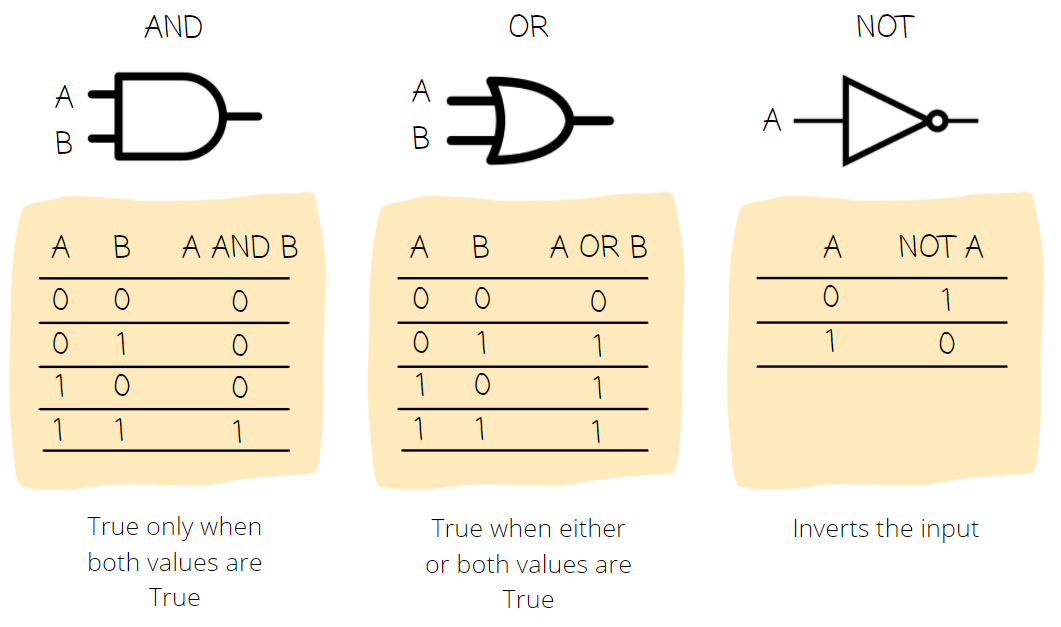 AND
A
B
A B A AND B
0 0 0
0 1 0
1 0 0
1 1 1
True only when
both values are
True
OR
A
B
A B A OR B
0 0 0
0 1 1
1 0 1
1 1 1
True when either
or both values are
True
NOT
A
A NOT A
0 1
1 0
Inverts the input